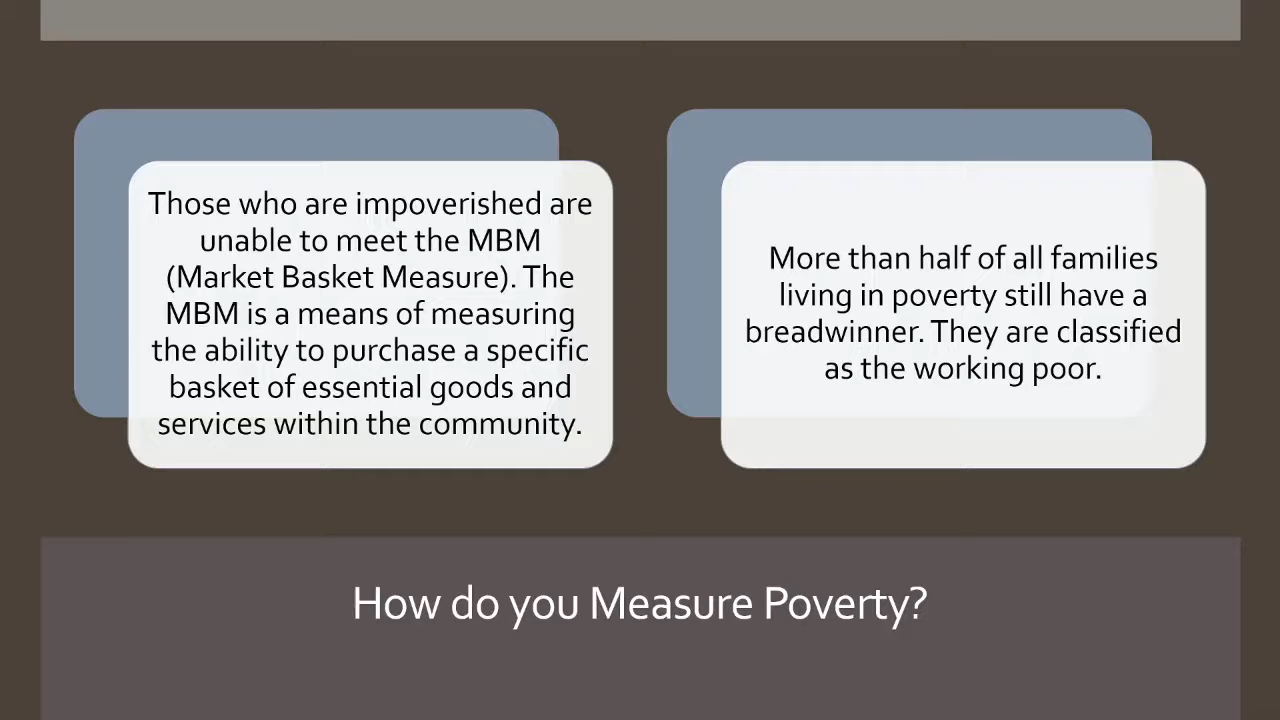 Those who are impoverished are
unable to meet the MBM
(Market Basket Measure). The
MBM is a means of measuring
the ability to purchase a specific
basket of essential goods and
services within the community.
More than half of all families
living in poverty still have a
breadwinner. They are classified
as the working poor.
How do you Measure Poverty?